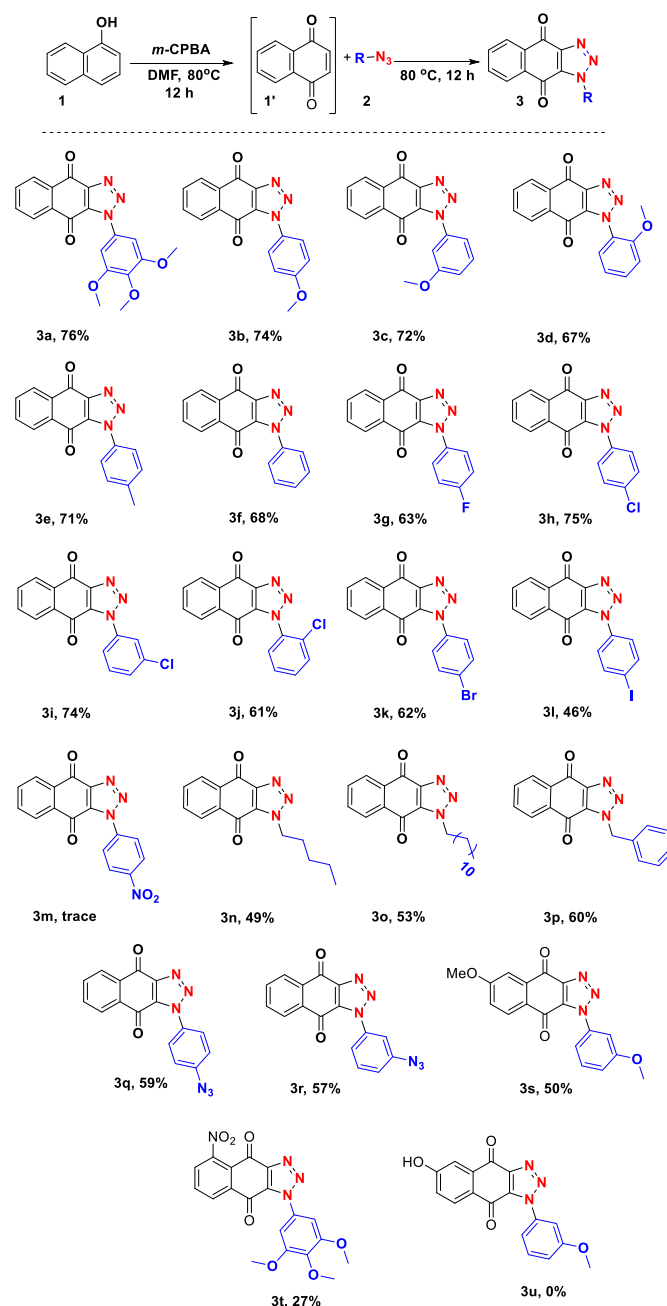 OH
m-CPBA
DMF, 80°C
12 h
1
O
O
1'
+ R-N3
2
80 °C, 12 h
O
N
N
N
O
R
3
O
N
N
N
O
O
O
O
3a, 76%
O
N
N
N
O
O
3b, 74%
O
N
N
N
O
O
3c, 72%
O
N
N
N
O
O
3d, 67%
O
N
N
N
O
3e, 71%
O
N
N
N
O
3f, 68%
O
N
N
N
O
F
3g, 63%
O
N
N
N
O
Cl
3h, 75%
O
N
N
N
O
Cl
3i, 74%
O
N
N
N
O
Cl
3j, 61%
O
N
N
N
O
Br
3k, 62%
O
N
N
N
O
I
3l, 46%
O
N
N
N
O
NO2
3m, trace
O
N
N
N
O
3n, 49%
O
N
N
N
O
10
3o, 53%
O
N
N
N
O
3p, 60%
O
N
N
N
O
N3
3q, 59%
O
N
N
N
O
N3
3r, 57%
MeO
O
N
N
N
O
O
3s, 50%
NO2
O
N
N
N
O
O
O
O
3t, 27%
HO
O
N
N
N
O
O
3u, 0%